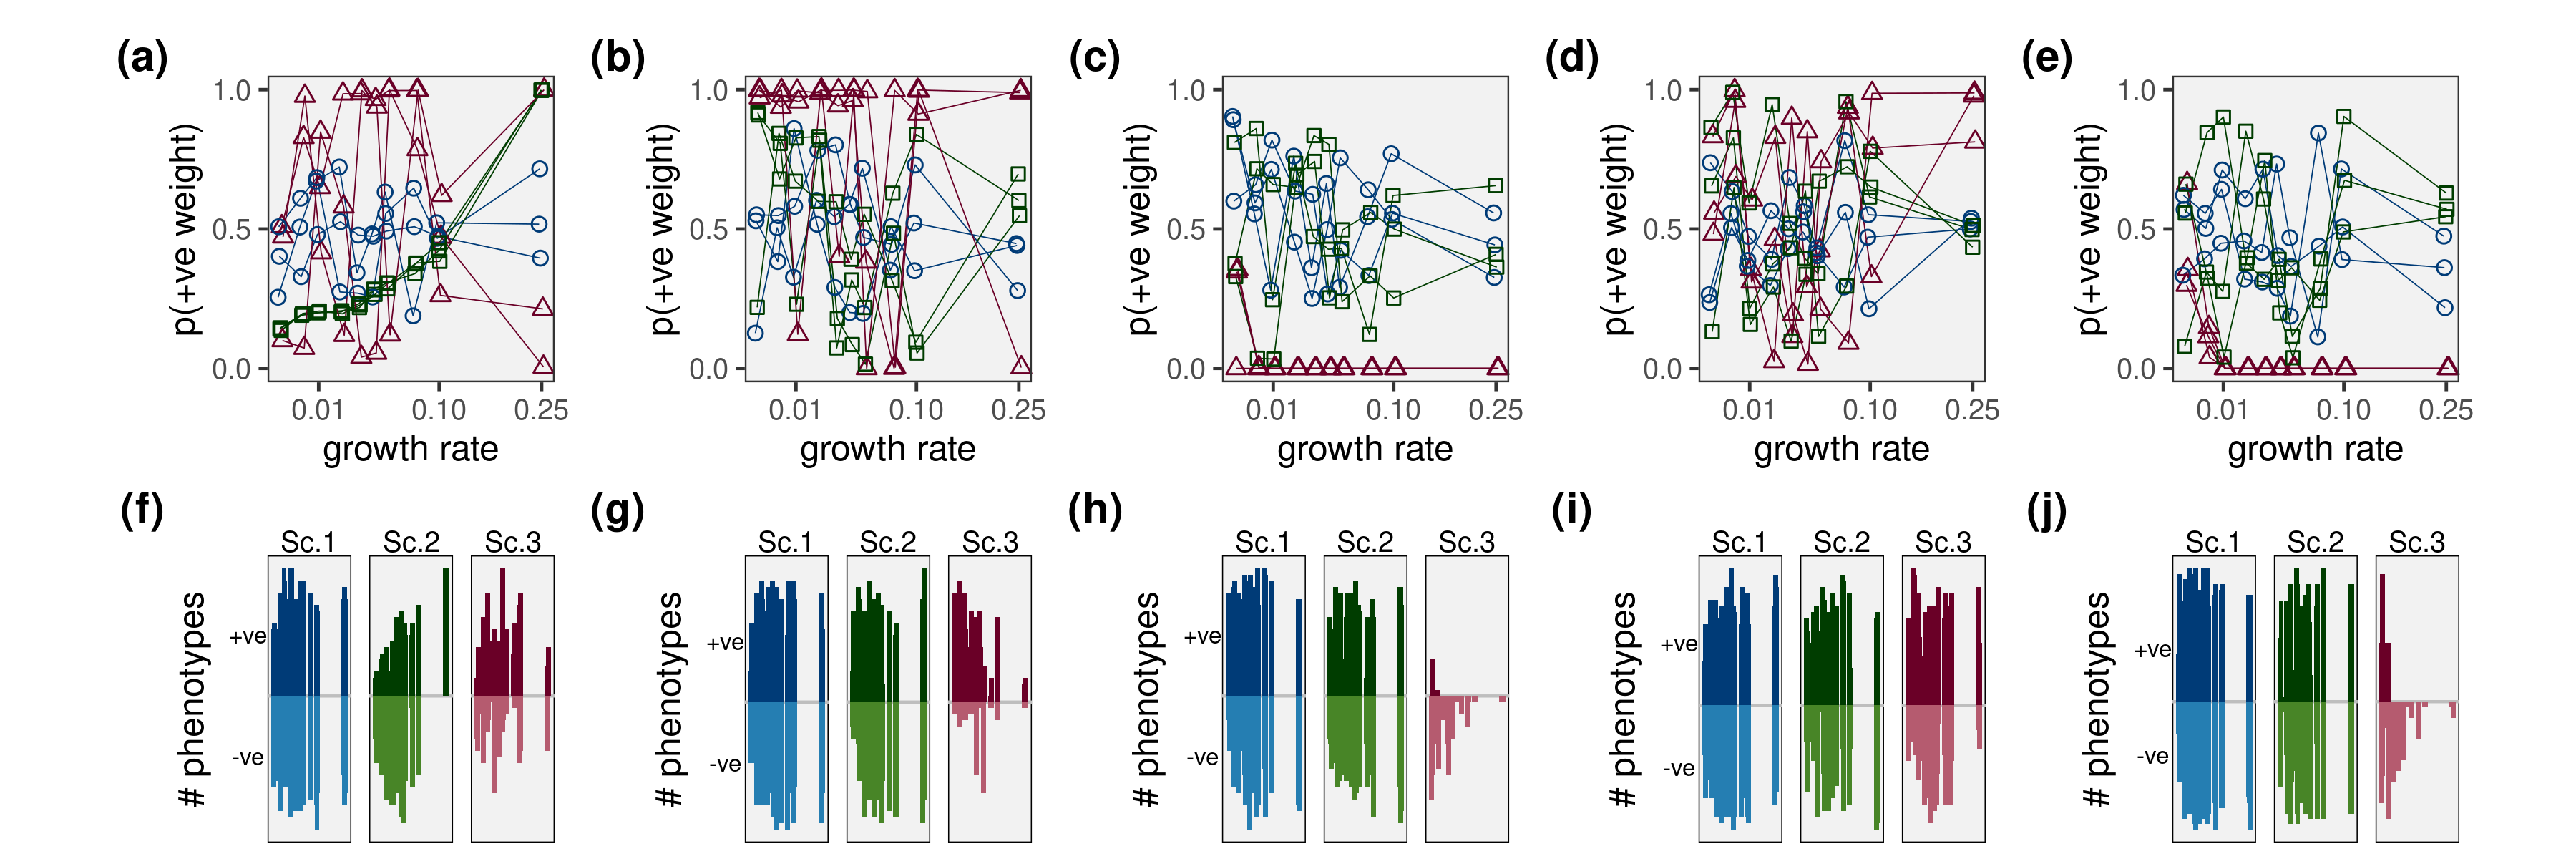 (a)
p(+ve weight)
1.0
0.5
0.0
0.01 0.10 0.25
growth rate
(b)
p(+ve weight)
1.0
0.5
0.0
0.01 0.10 0.25
growth rate
(c)
p(+ve weight)
1.0
0.5
0.0
0.01 0.10 0.25
growth rate
(d)
p(+ve weight)
1.0
0.5
0.0
0.01 0.10 0.25
growth rate
(e)
p(+ve weight)
1.0
0.5
0.0
0.01 0.10 0.25
growth rate
(f)
# phenotypes
Sc.1 Sc.2 Sc.3
+ve
-ve
(g)
# phenotypes
Sc.1 Sc.2 Sc.3
+ve
-ve
(h)
# phenotypes
Sc.1 Sc.2 Sc.3
+ve
-ve
(i)
# phenotypes
Sc.1 Sc.2 Sc.3
+ve
-ve
(j)
# phenotypes
Sc.1 Sc.2 Sc.3
+ve
-ve